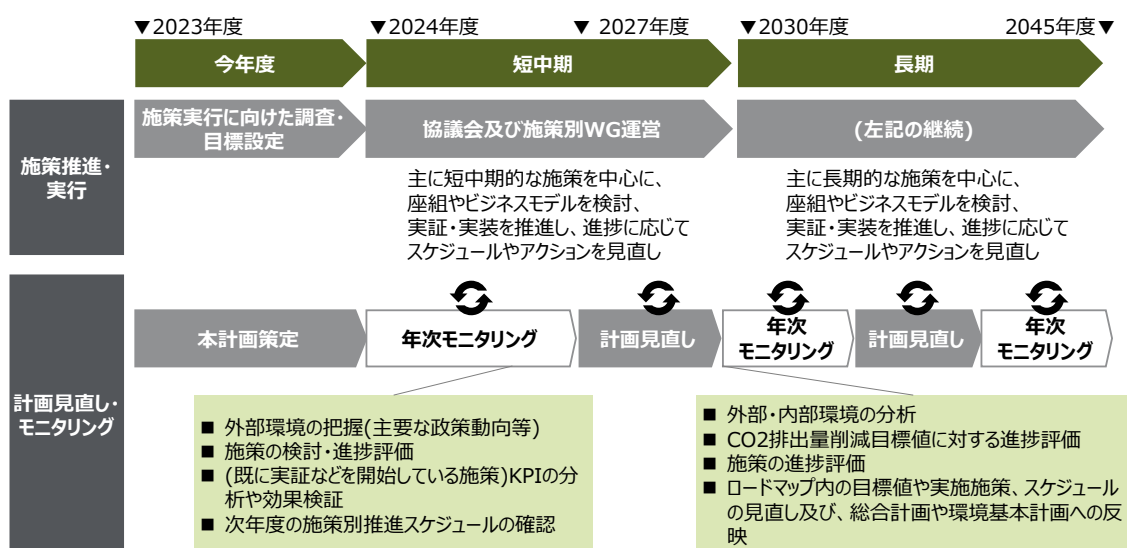 ▼2023年度
▼2024年度
▼ 2027年度
▼2030年度
2045年度▼
今年度
短中期
長期
施策推進・
実行
施策実行に向けた調査・
目標設定
協議会及び施策別WG運営
(左記の継続)
主に短中期的な施策を中心に、
座組やビジネスモデルを検討、
実証・実装を推進し、進捗に応じて
スケジュールやアクションを見直し
主に長期的な施策を中心に、
座組やビジネスモデルを検討、
実証・実装を推進し、進捗に応じて
スケジュールやアクションを見直し
計画見直し・
モニタリング
本計画策定
年次モニタリング
計画見直し
年次
モニタリング
計画見直し
年次
モニタリング
■ 外部環境の把握(主要な政策動向等)
■ 施策の検討・進捗評価
■ (既に実証などを開始している施策)KPIの分
析や効果検証
■ 次年度の施策別推進スケジュールの確認
■ 外部・内部環境の分析
■ CO2排出量削減目標値に対する進捗評価
■ 施策の進捗評価
■ ロードマップ内の目標値や実施施策、スケジュール
の見直し及び、総合計画や環境基本計画への反
映